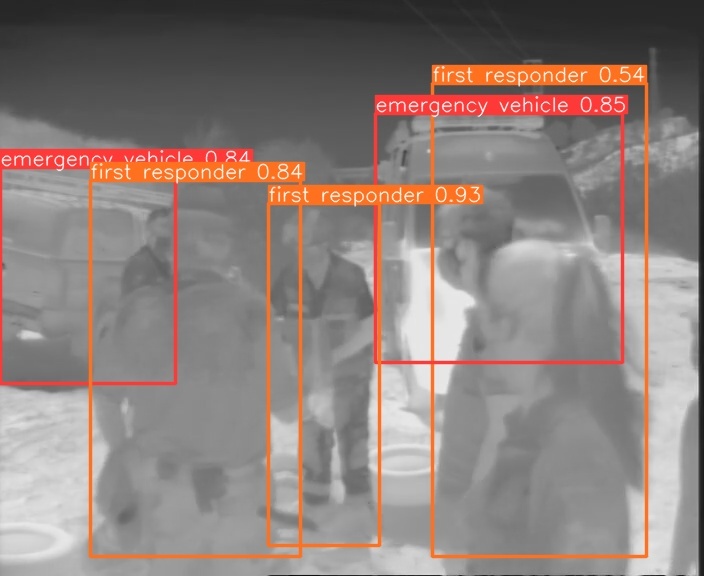 first responder 0.54
emergency vehicle 0.85
emergency vehicle 0.84
first responder 0.84
first responder 0.93